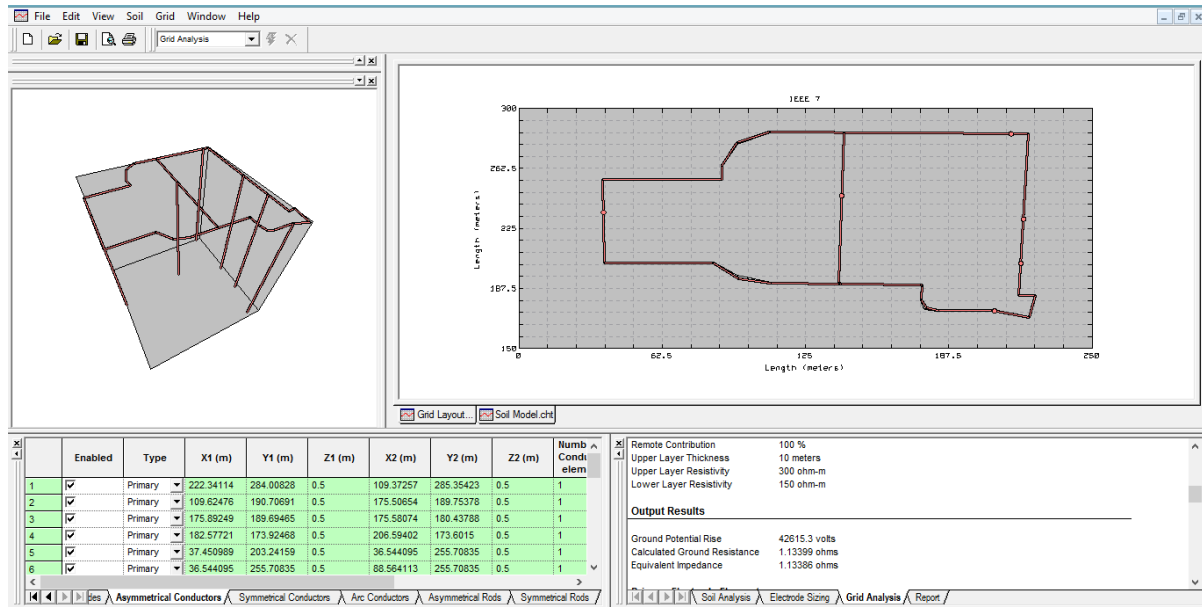 File Edit View Soil Grid Window Help
Grid Analysis
IEEE 7
300
262.5
225
187.5
150
Length (meters)
0 62.5 125 187.5 250
Length (meters)
Grid Layout... Soil Model.cht
Enabled Type X1 (m) Y1 (m) Z1 (m) X2 (m) Y2 (m) Z2 (m) Numb
Condu
elem
1 Primary 222.34114 284.00828 0.5 109.37257 285.35423 0.5 1
2 Primary 109.62476 190.70691 0.5 175.50654 189.75378 0.5 1
3 Primary 175.89249 189.69465 0.5 175.58074 180.43788 0.5 1
4 Primary 182.57721 173.92468 0.5 206.59402 173.6015 0.5 1
5 Primary 37.450989 203.24159 0.5 36.544095 255.70835 0.5 1
6 Primary 36.544095 255.70835 0.5 88.564113 255.70835 0.5 1
des Asymmetrical Conductors Symmetrical Conductors Arc Conductors Asymmetrical Rods Symmetrical Rods
Remote Contribution 100 %
Upper Layer Thickness 10 meters
Upper Layer Resistivity 300 ohm-m
Lower Layer Resistivity 150 ohm-m
Output Results
Ground Potential Rise 42615.3 volts
Calculated Ground Resistance 1.13399 ohms
Equivalent Impedance 1.13386 ohms
Soil Analysis Electrode Sizing Grid Analysis Report